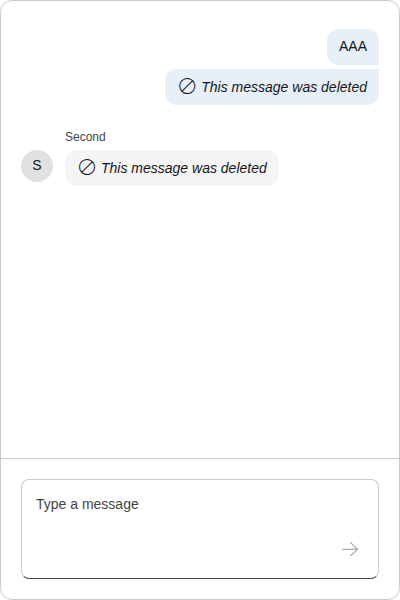 AAA
This message was deleted
Second
S
This message was deleted
Type a message